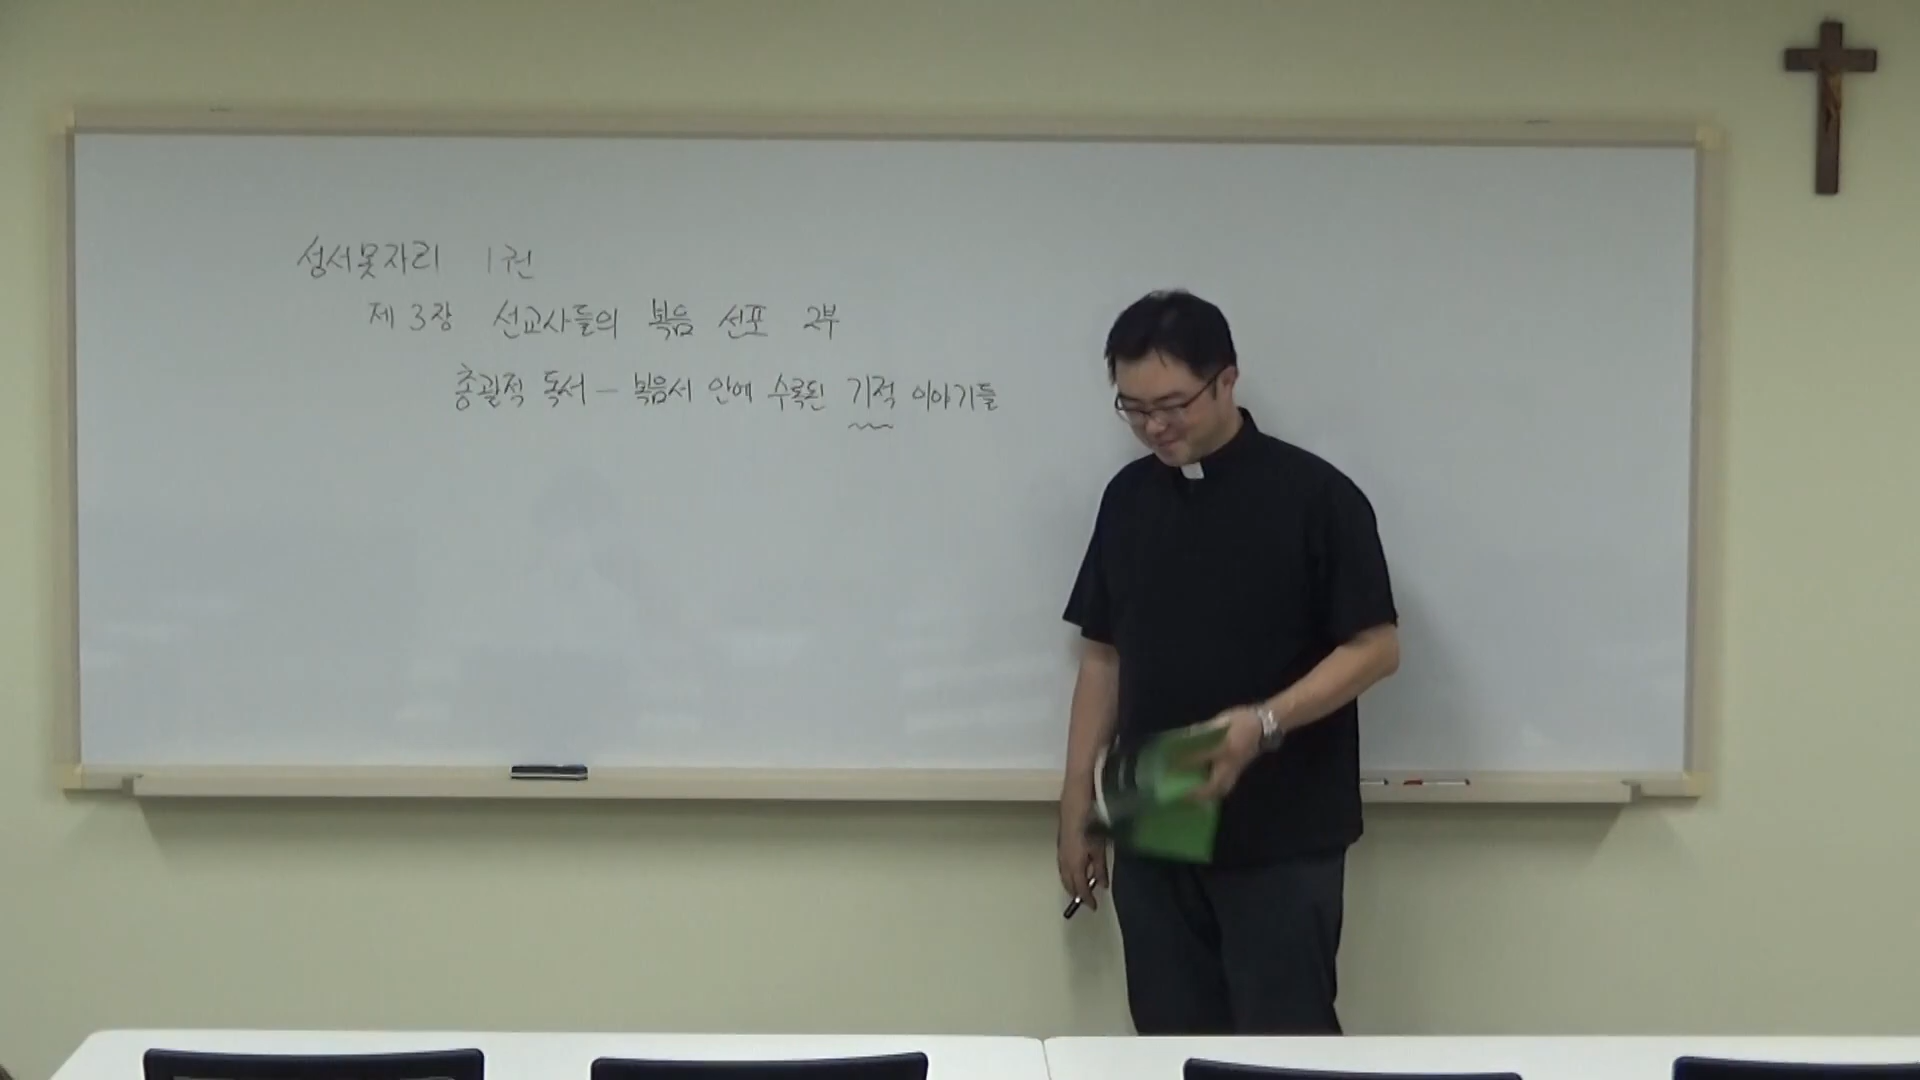 성서못자리 1권
제 3장 선교사들의 복음 선포 2부
총괄적 독서 - 복음서 안에 수록된 기적 이야기들